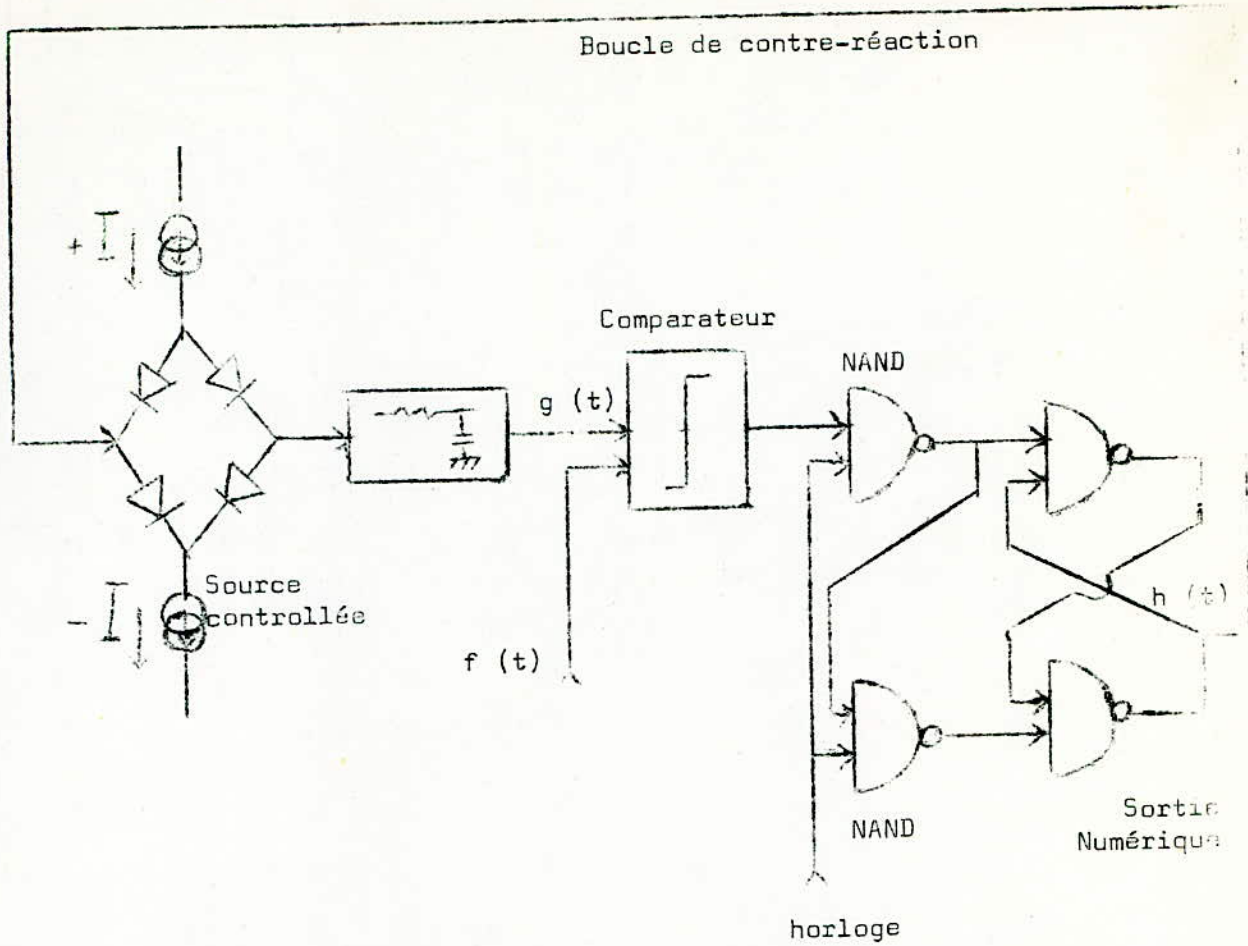 Boucle de contre-réaction
+ I
Comparateur
NAND
g (t)
h (t)
Source
controllée
- I
f (t)
NAND
Sortie
Numérique
horloge